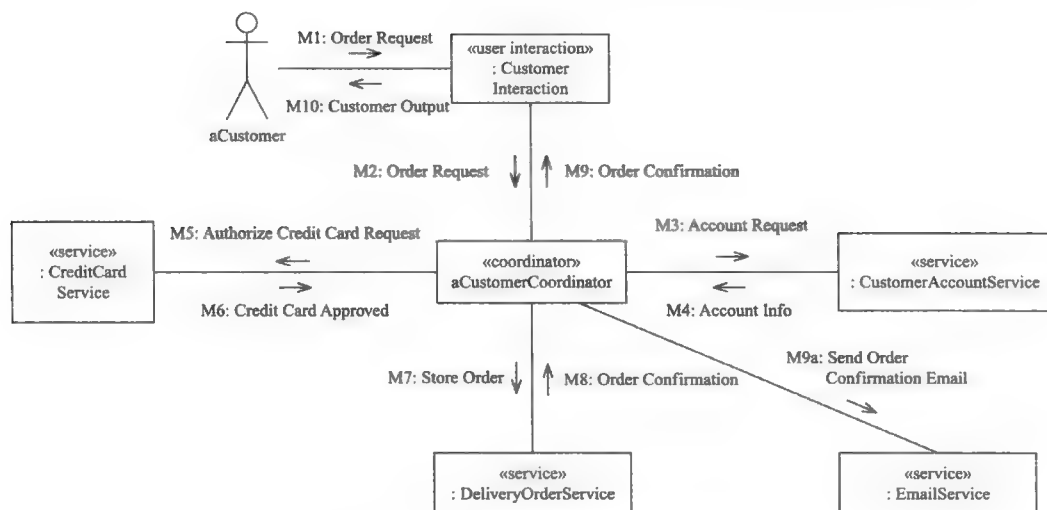 M1: Order Request
«user interaction»
: Customer
Interaction
M10: Customer Output
aCustomer
M2: Order Request
M9: Order Confirmation
«service»
: CreditCard
Service
M5: Authorize Credit Card Request
M6: Credit Card Approved
«coordinator»
aCustomerCoordinator
M3: Account Request
M4: Account Info
«service»
: CustomerAccountService
M7: Store Order
M8: Order Confirmation
M9a: Send Order
Confirmation Email
«service»
: DeliveryOrderService
«service»
: EmailService